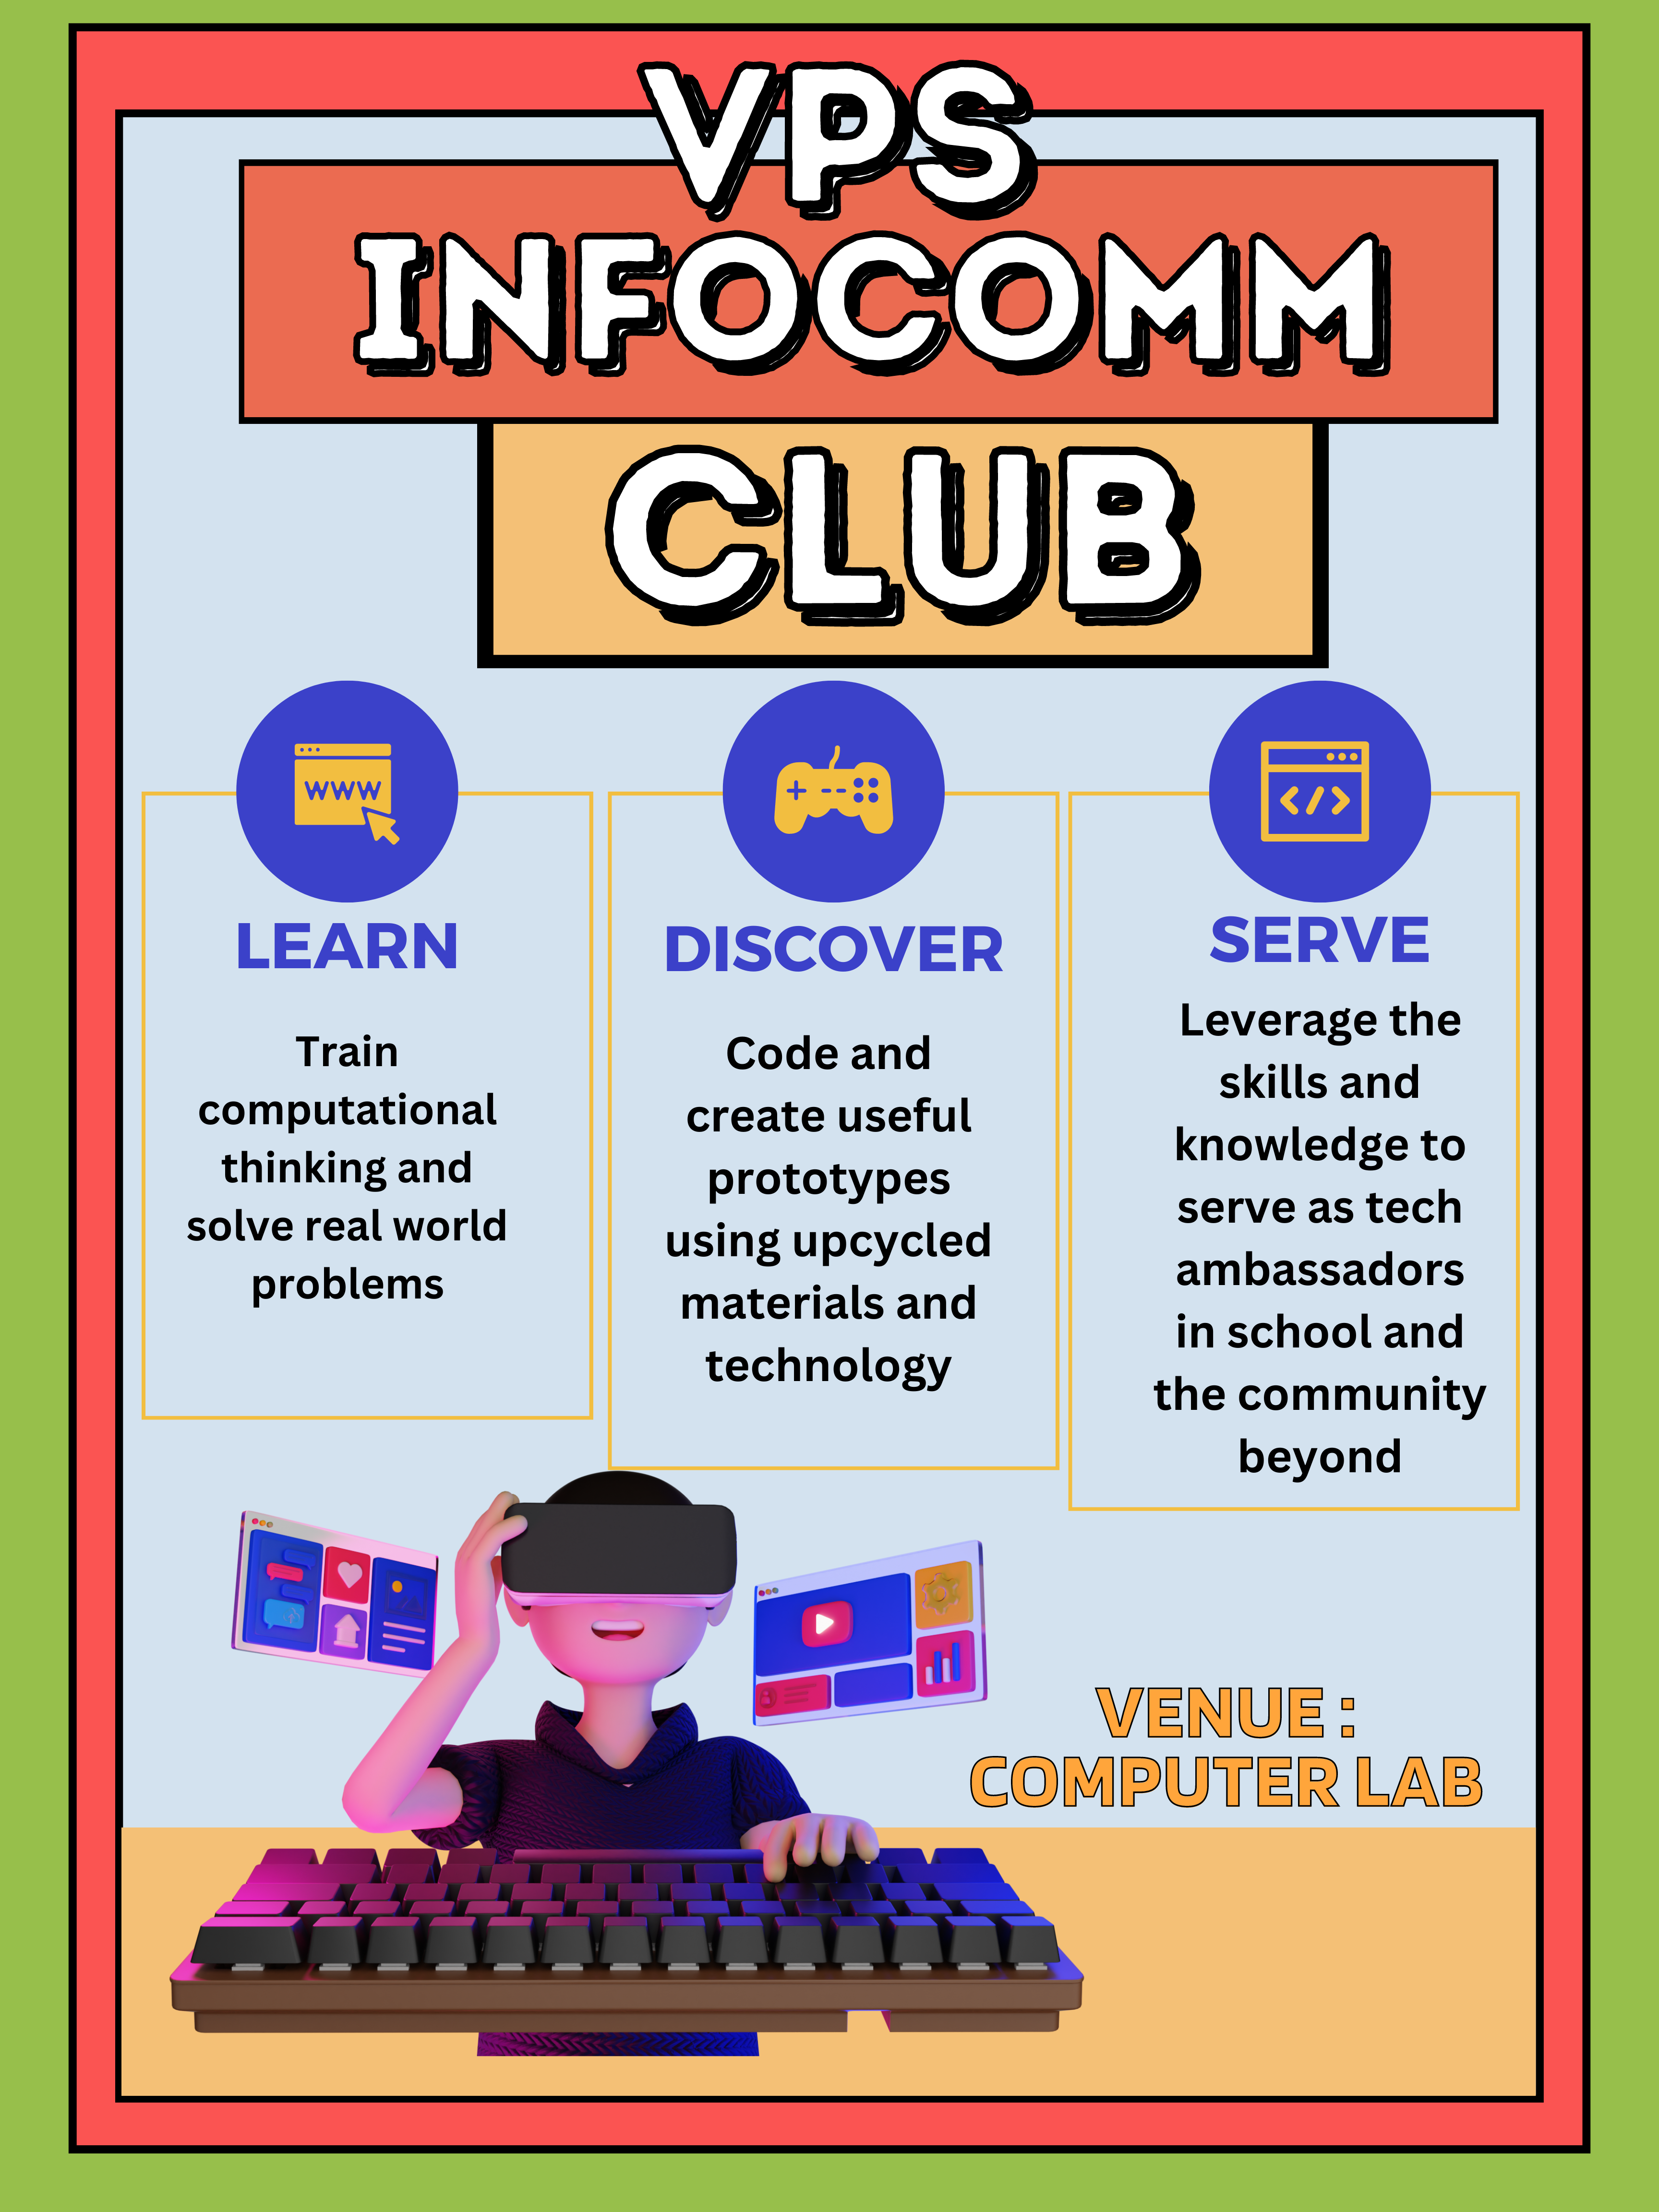 VPS
INFOCOMM
CLUB
WWW
</>
LEARN
Train
computational
thinking and
solve real world
problems
DISCOVER
Code and
create useful
prototypes
using upcycled
materials and
technology
SERVE
Leverage the
skills and
knowledge to
serve as tech
ambassadors
in school and
the community
beyond
VENUE :
COMPUTER LAB